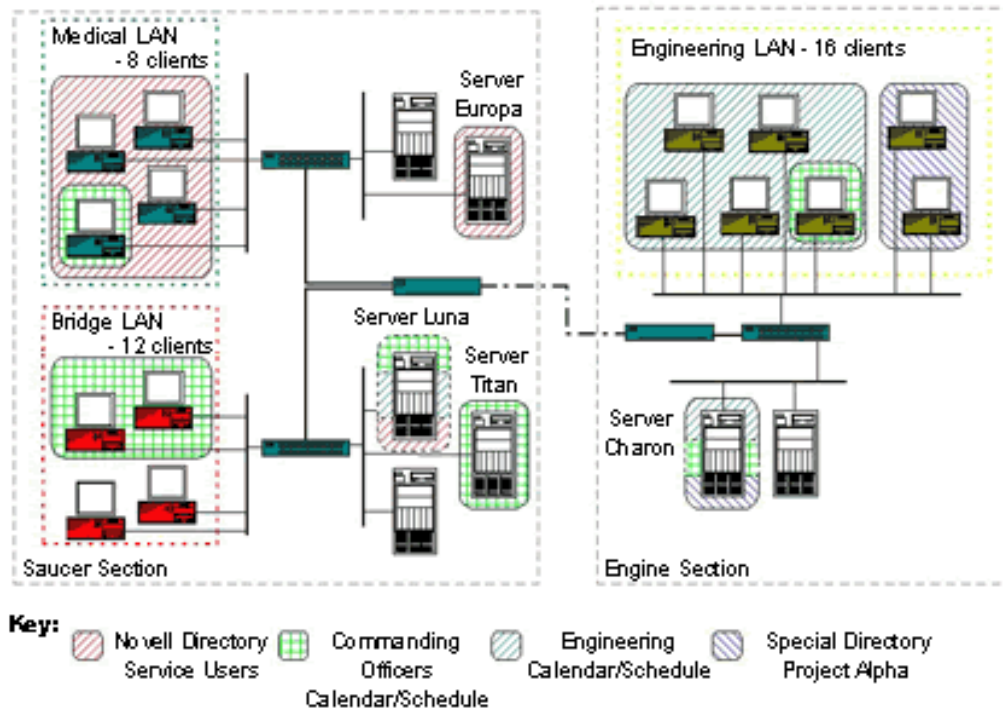 Medical LAN
- 8 clients
Server
Europa
Engineering LAN - 16 clients
Bridge LAN
- 12 clients
Server Luna
Server
Titan
Server
Charon
Saucer Section
Engine Section
Key:
Novell Directory
Service Users
Commanding
Officers
Calendar/Schedule
Engineering
Calendar/Schedule
Special Directory
Project Alpha